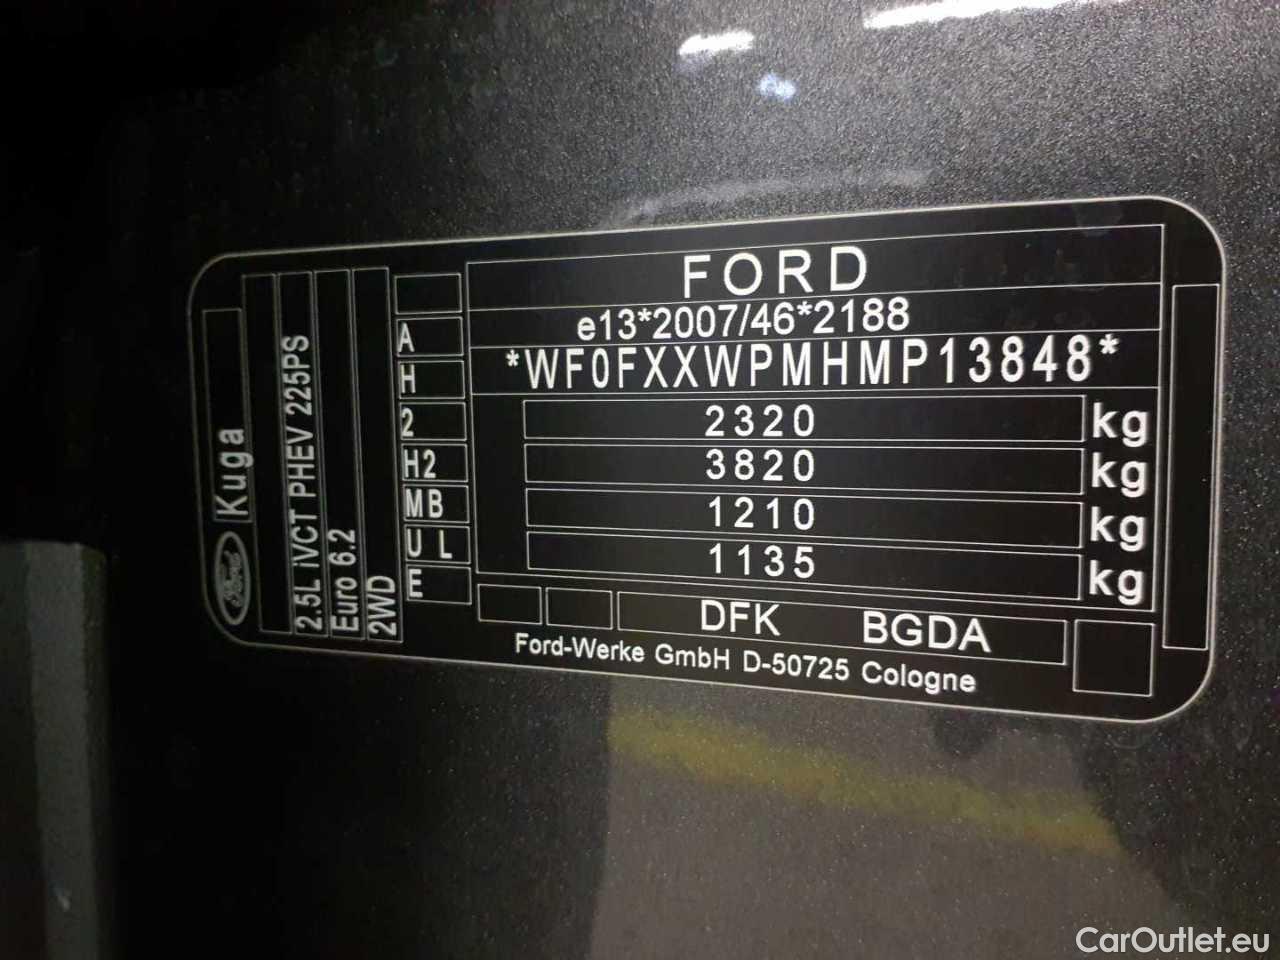 FORD
e13*2007/46*2188
*WF0FXXWPMHMP13848*
2320 kg
3820 kg
1210 kg
1135 kg
DFK BGDA
Ford-Werke GmbH D-50725 Cologne
A
H
2
H2
MB
U L
E
Ford Kuga
2.5L iVCT PHEV 225PS
Euro 6.2
2WD
CarOutlet.eu